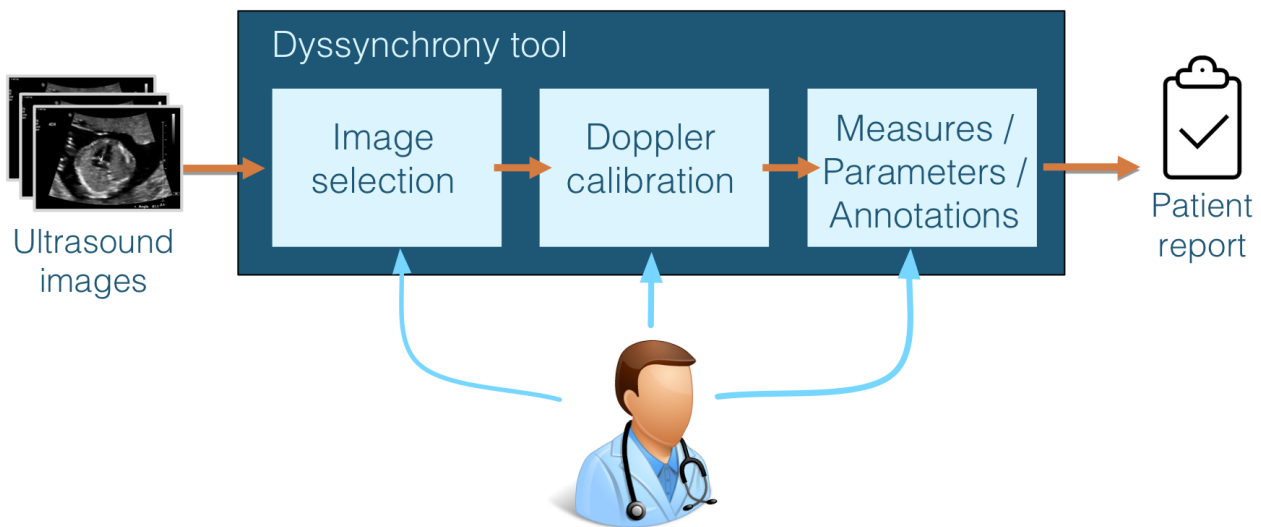 Dyssynchrony tool
Image
selection
Doppler
calibration
Measures /
Parameters /
Annotations
Ultrasound
images
Patient
report